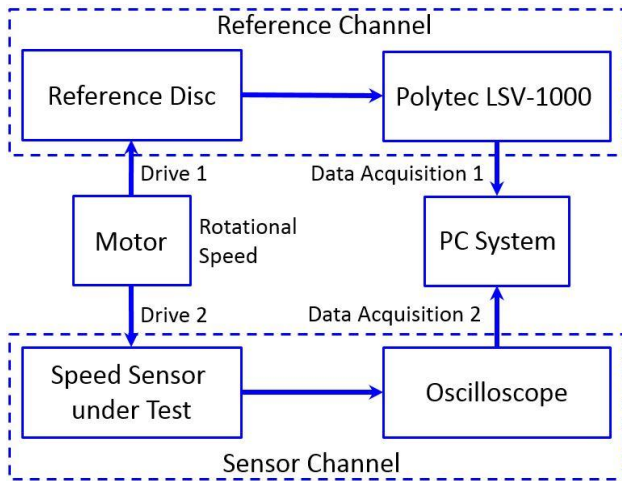 Reference Channel
Reference Disc
Polytec LSV-1000
Drive 1
Data Acquisition 1
Motor
Rotational
Speed
PC System
Drive 2
Data Acquisition 2
Speed Sensor
under Test
Oscilloscope
Sensor Channel